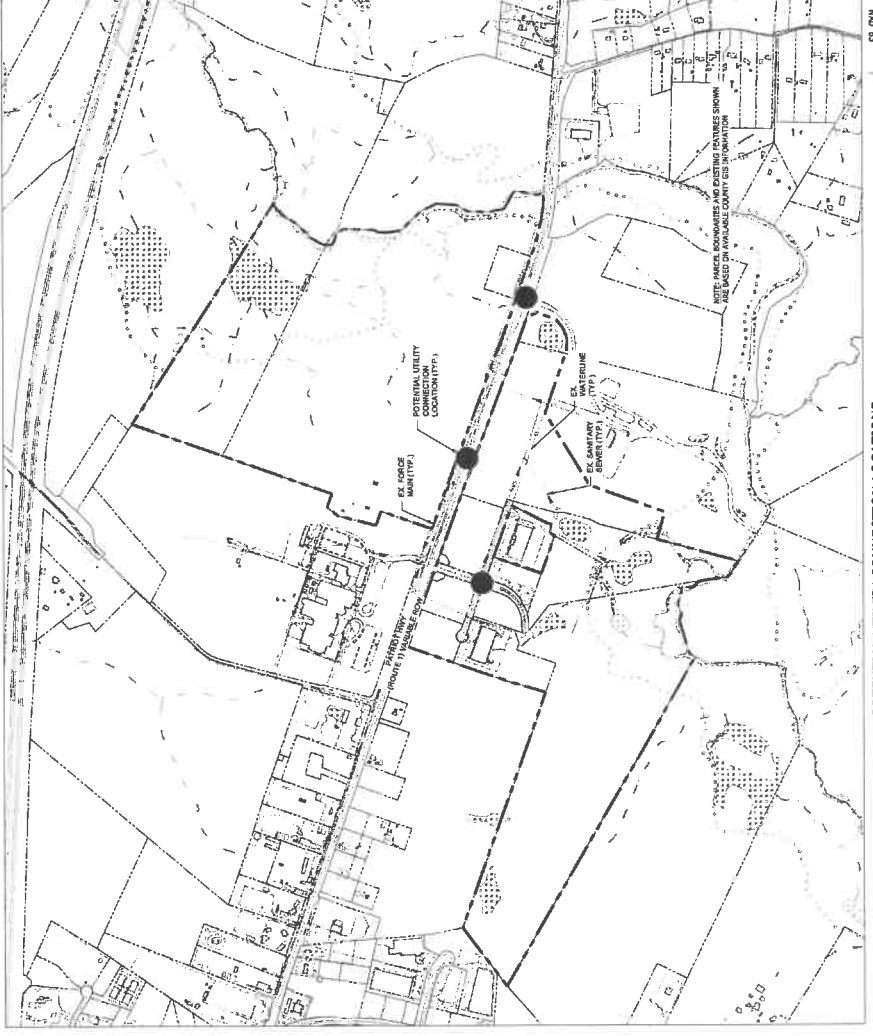 POTENTIAL UTILITY
CONNECTION
LOCATION (TYP.)
EX. FORCE
MAIN (TYP.)
EX.
WATERLINE
(TYP.)
EX. SANITARY
SEWER (TYP.)
PATRIOT HWY
(ROUTE 1) VARIABLE ROW
NOTE: PARCEL BOUNDARIES AND EXISTING FEATURES SHOWN
ARE BASED ON AVAILABLE COUNTY GIS INFORMATION